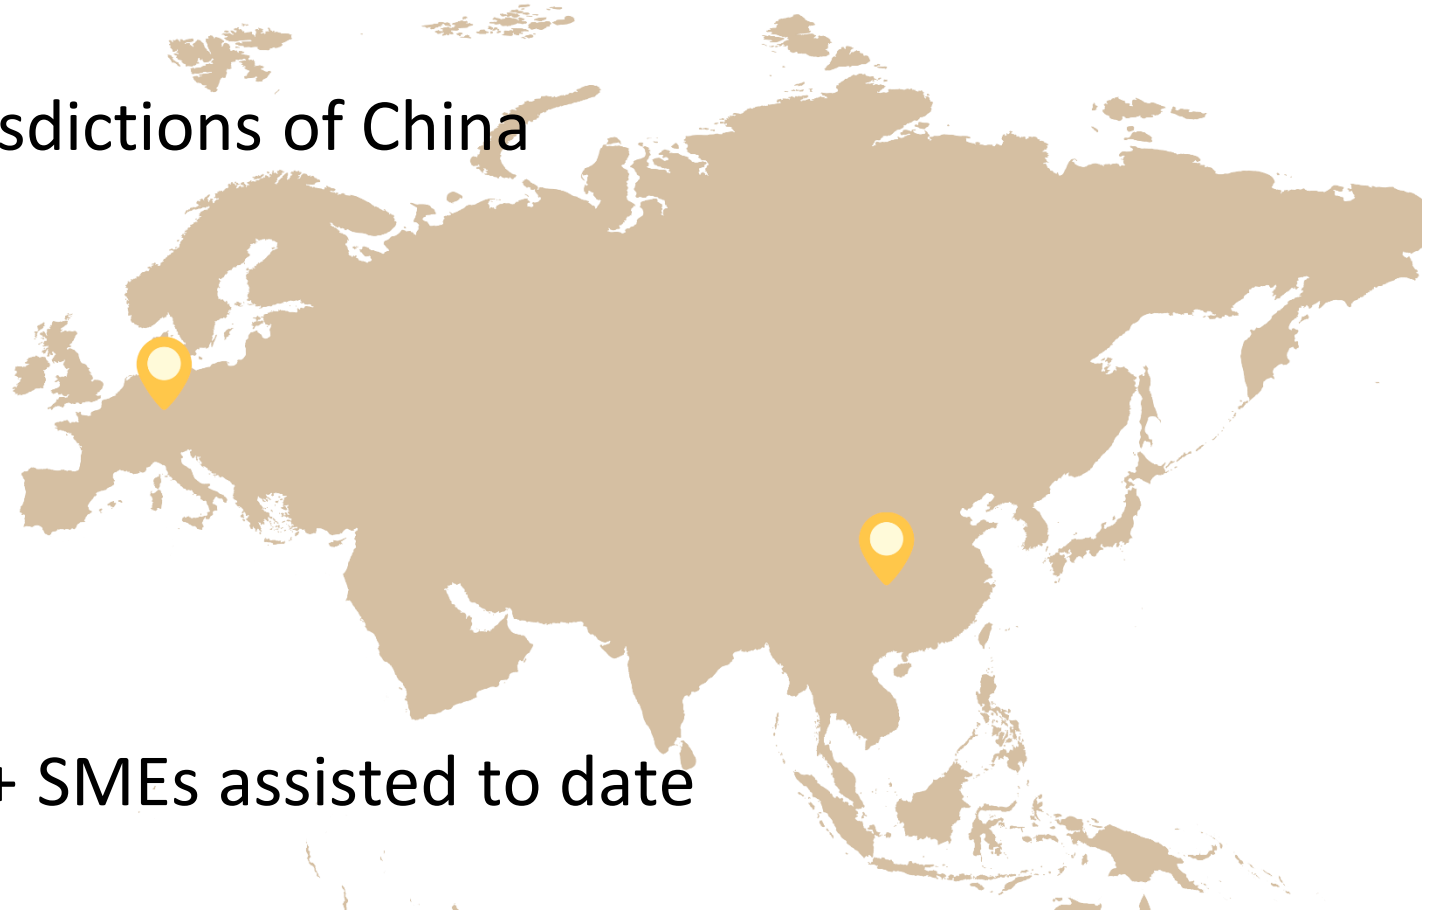 sdictions of China
+ SMEs assisted to date